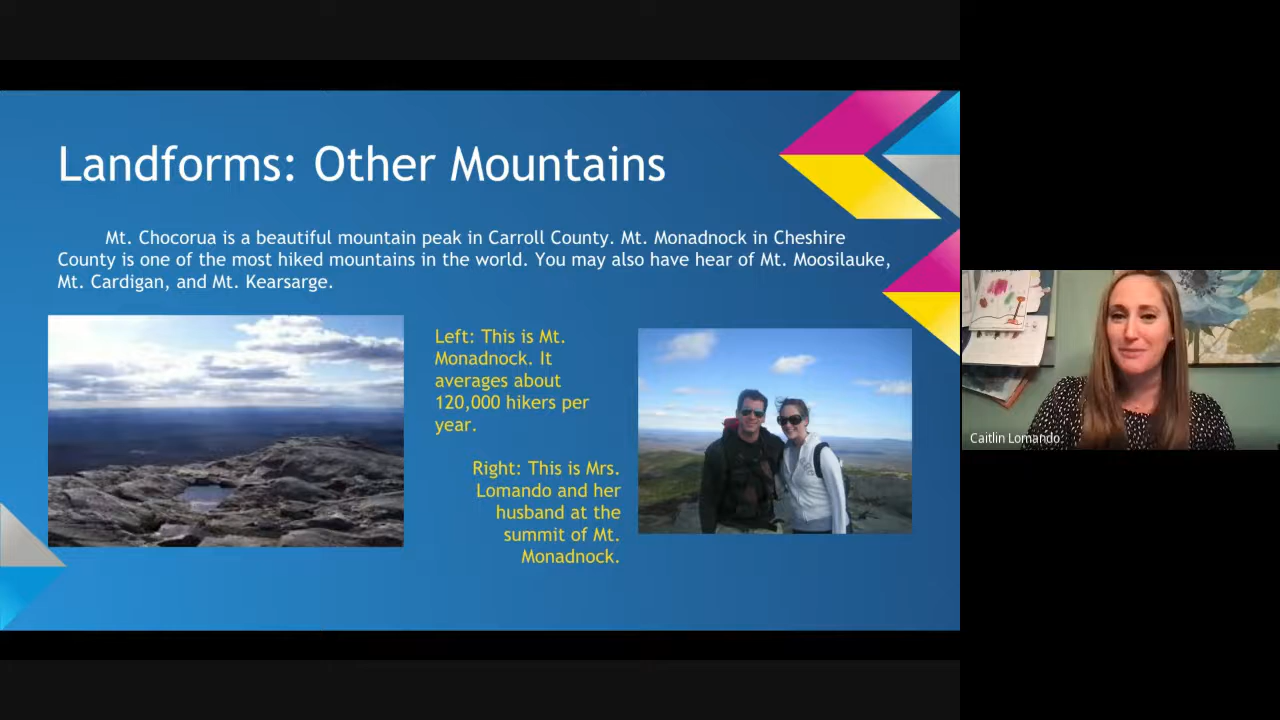 Landforms: Other Mountains
Mt. Chocorua is a beautiful mountain peak in Carroll County. Mt. Monadnock in Cheshire
County is one of the most hiked mountains in the world. You may also have hear of Mt. Moosilauke,
Mt. Cardigan, and Mt. Kearsarge.
Left: This is Mt.
Monadnock. It
averages about
120,000 hikers per
year.
Right: This is Mrs.
Lomando and her
husband at the
summit of Mt.
Monadnock.
Caitlin Lomando